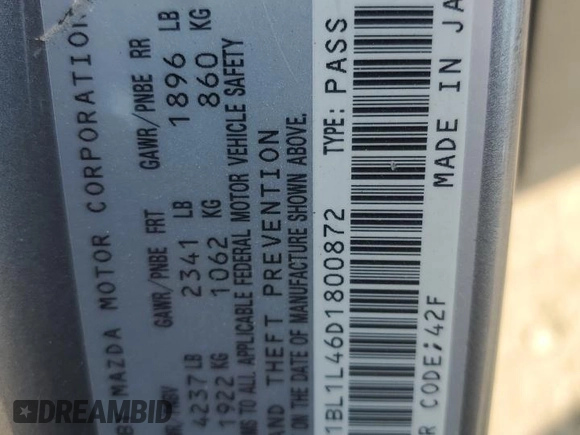 MAZDA MOTOR CORPORATION
GAWR/PNBE FRT GAWR/PNBE RR
4237 LB 2341 LB 1896 LB
1922 KG 1062 KG 860 KG
TO ALL APPLICABLE FEDERAL MOTOR VEHICLE SAFETY
AND THEFT PREVENTION
ON THE DATE OF MANUFACTURE SHOWN ABOVE.
1BL1L46D1800872 TYPE: PASS
CODE: 42F MADE IN JA
DREAMBID